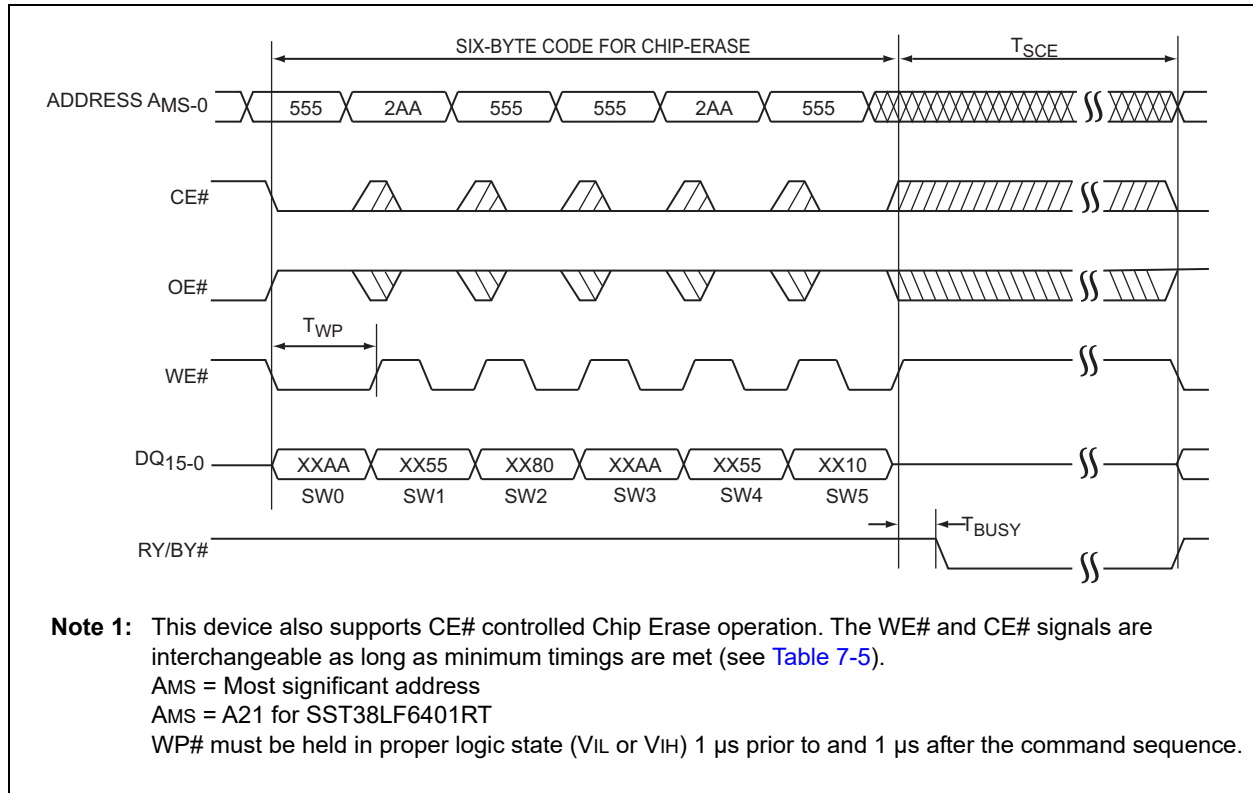 SIX-BYTE CODE FOR CHIP-ERASE TSCE
ADDRESS AMS-0 555 2AA 555 555 2AA 555
CE#
OE#
TWP
WE#
DQ15-0 XXAA XX55 XX80 XXAA XX55 XX10
SW0 SW1 SW2 SW3 SW4 SW5
TBUSY
RY/BY#
Note 1: This device also supports CE# controlled Chip Erase operation. The WE# and CE# signals are
interchangeable as long as minimum timings are met (see Table 7-5).
AMS = Most significant address
AMS = A21 for SST38LF6401RT
WP# must be held in proper logic state (VIL or VIH) 1 µs prior to and 1 µs after the command sequence.